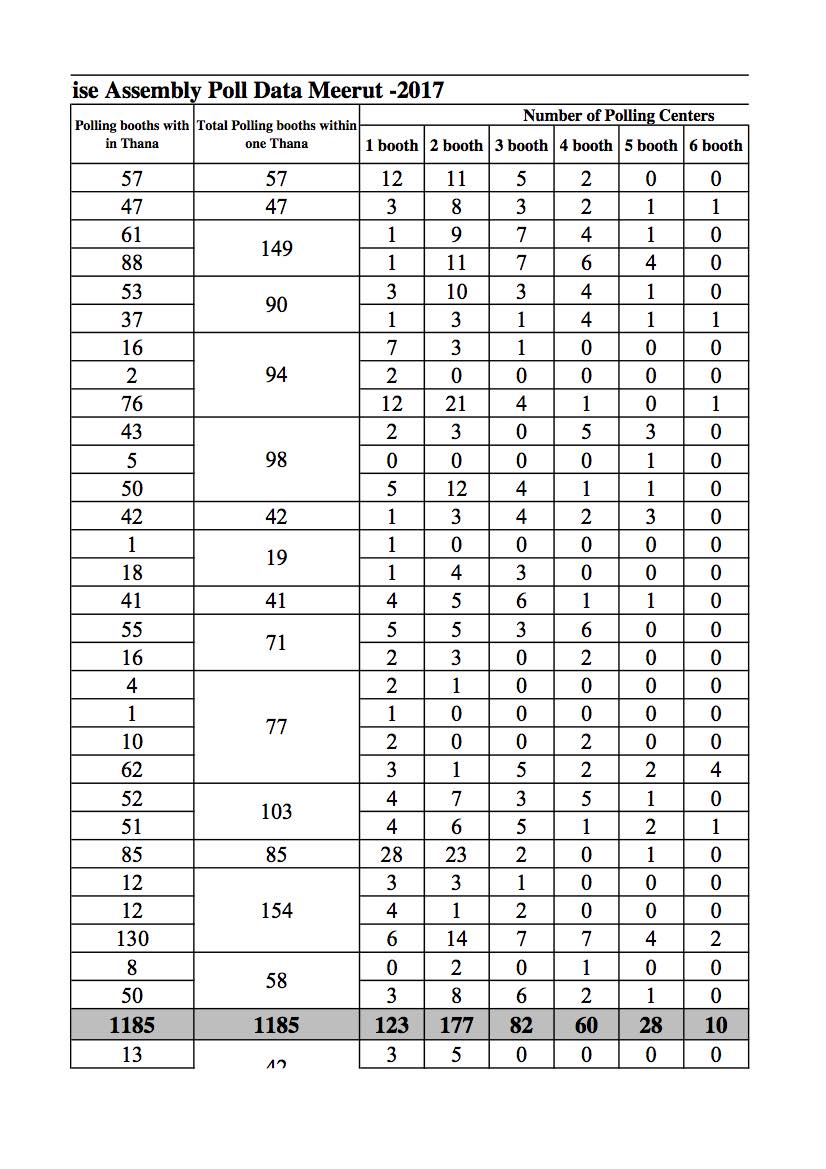 ise Assembly Poll Data Meerut -2017
Polling booths with in Thana Total Polling booths within one Thana Number of Polling Centers
1 booth 2 booth 3 booth 4 booth 5 booth 6 booth
57 57 12 11 5 2 0 0
47 47 3 8 3 2 1 1
61 149 1 9 7 4 1 0
88 1 11 7 6 4 0
53 90 3 10 3 4 1 0
37 1 3 1 4 1 1
16 94 7 3 1 0 0 0
2 2 0 0 0 0 0
76 12 21 4 1 0 1
43 98 2 3 0 5 3 0
5 0 0 0 0 1 0
50 5 12 4 1 1 0
42 42 1 3 4 2 3 0
1 19 1 0 0 0 0 0
18 1 4 3 0 0 0
41 41 4 5 6 1 1 0
55 71 5 5 3 6 0 0
16 2 3 0 2 0 0
4 77 2 1 0 0 0 0
1 1 0 0 0 0 0
10 2 0 0 2 0 0
62 3 1 5 2 2 4
52 103 4 7 3 5 1 0
51 4 6 5 1 2 1
85 85 28 23 2 0 1 0
12 154 3 3 1 0 0 0
12 4 1 2 0 0 0
130 6 14 7 7 4 2
8 58 0 2 0 1 0 0
50 3 8 6 2 1 0
1185 1185 123 177 82 60 28 10
13 3 5 0 0 0 0